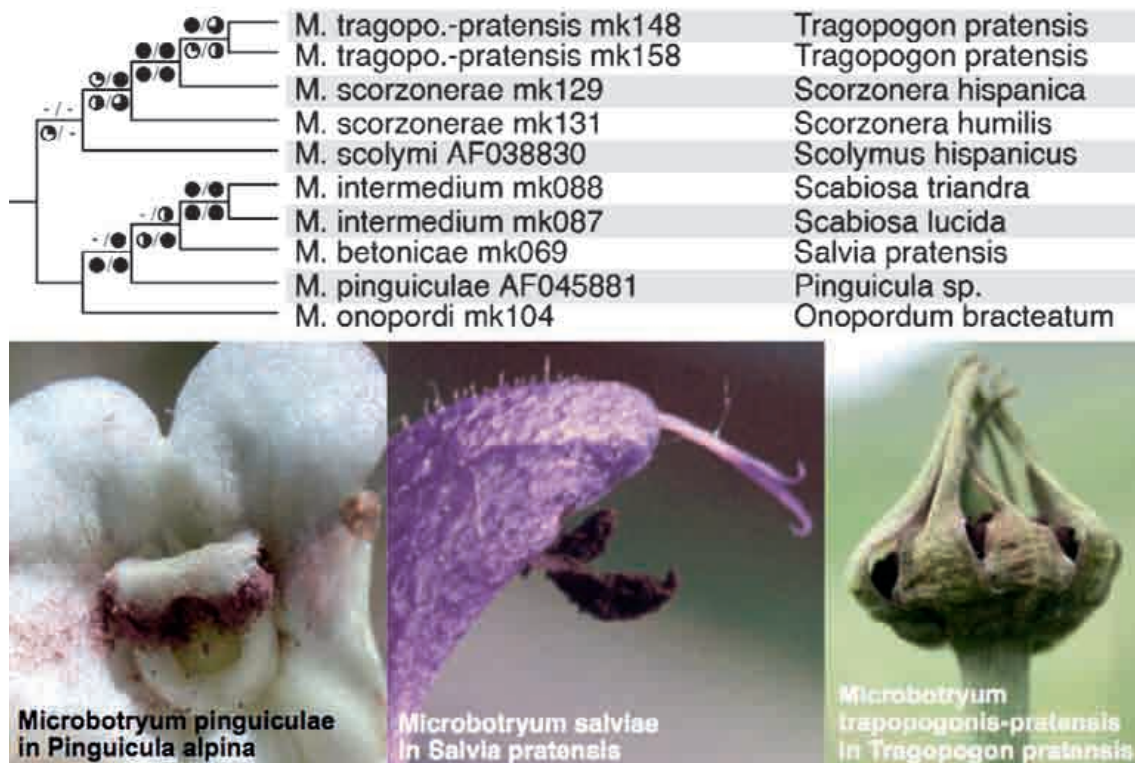 M. tragopo.-pratensis mk148 Tragopogon pratensis
M. tragopo.-pratensis mk158 Tragopogon pratensis
M. scorzonerae mk129 Scorzonera hispanica
M. scorzonerae mk131 Scorzonera humilis
M. scolymi AF038830 Scolymus hispanicus
M. intermedium mk088 Scabiosa triandra
M. intermedium mk087 Scabiosa lucida
M. betonicae mk069 Salvia pratensis
M. pinguiculae AF045881 Pinguicula sp.
M. onopordi mk104 Onopordum bracteatum
Microbotryum pinguiculae
in Pinguicula alpina
Microbotryum salviae
in Salvia pratensis
Microbotryum
trapopogonis-pratensis
in Tragopogon pratensis